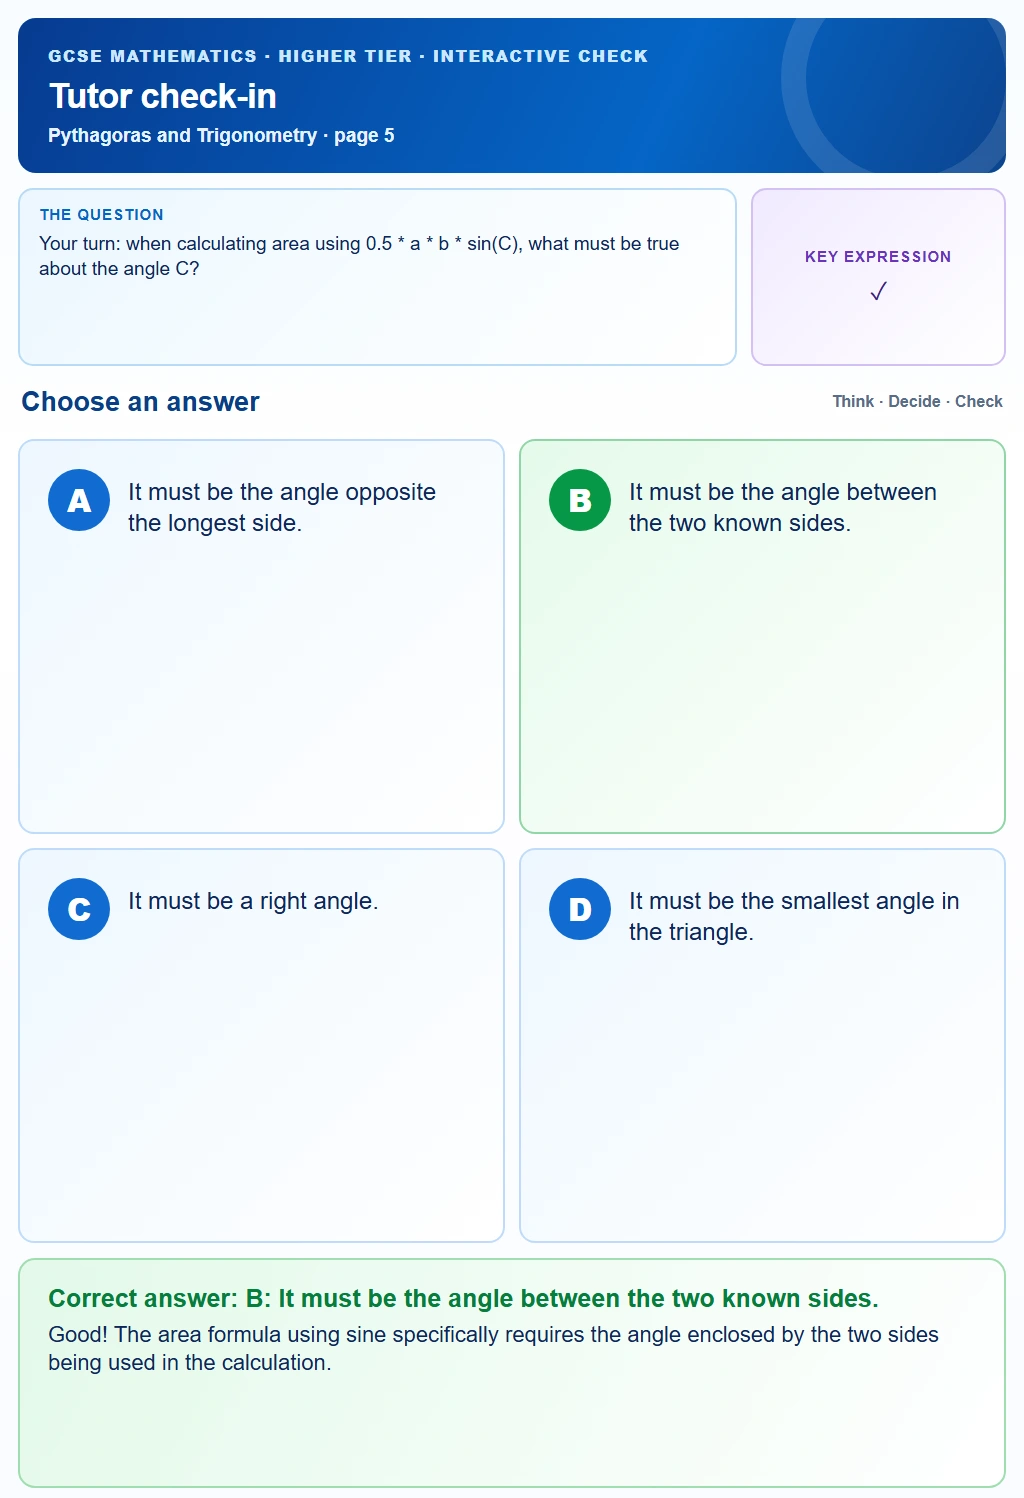 GCSE MATHEMATICS · HIGHER TIER · INTERACTIVE CHECK
Tutor check-in
Pythagoras and Trigonometry · page 5
THE QUESTION
Your turn: when calculating area using 0.5 * a * b * sin(C), what must be true
about the angle C?
KEY EXPRESSION
✓
Choose an answer
Think · Decide · Check
A
It must be the angle opposite
the longest side.
B
It must be the angle between
the two known sides.
C
It must be a right angle.
D
It must be the smallest angle in
the triangle.
Correct answer: B: It must be the angle between the two known sides.
Good! The area formula using sine specifically requires the angle enclosed by the two sides
being used in the calculation.